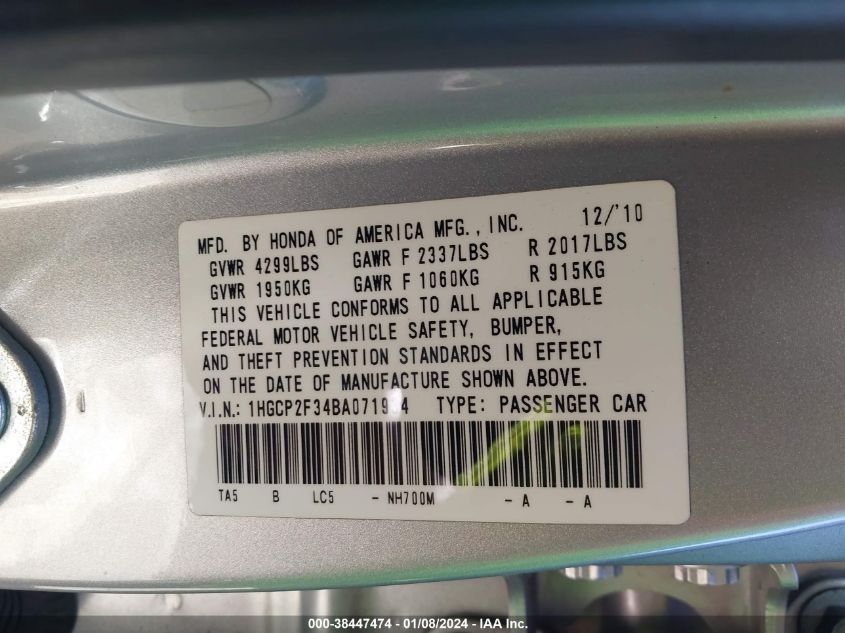 MFD. BY HONDA OF AMERICA MFG., INC. 12/'10
GVWR 4299LBS GAWR F 2337LBS R 2017LBS
GVWR 1950KG GAWR F 1060KG R 915KG
THIS VEHICLE CONFORMS TO ALL APPLICABLE
FEDERAL MOTOR VEHICLE SAFETY, BUMPER,
AND THEFT PREVENTION STANDARDS IN EFFECT
ON THE DATE OF MANUFACTURE SHOWN ABOVE.
V.I.N.: TYPE: PASSENGER CAR
TA5 B LC5 - NH700M - A - A
000-38447474 | 01/08/2024 | IAA Inc.